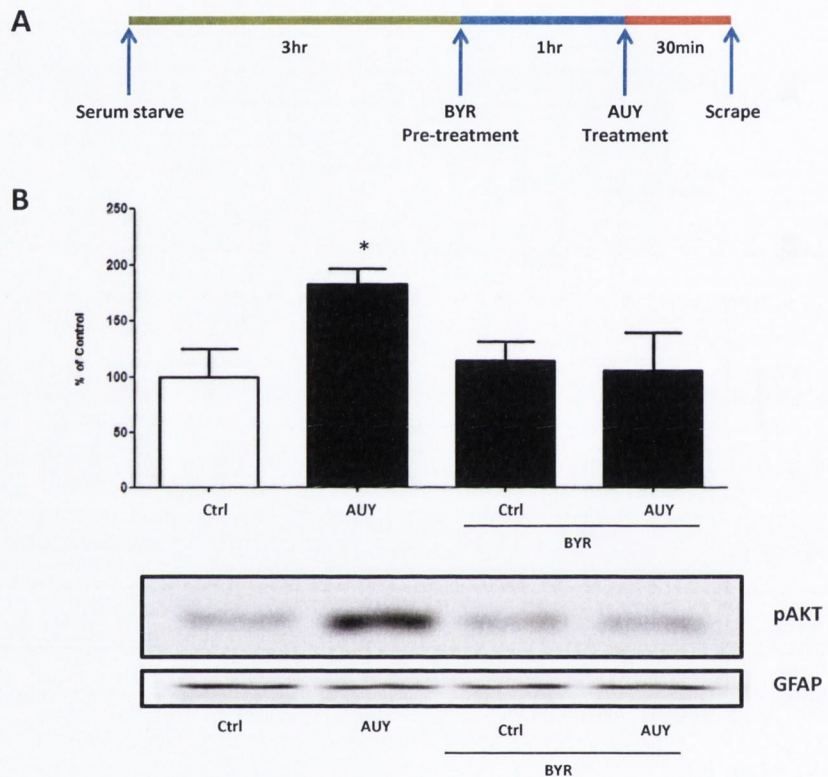 A
3hr
1hr
30min
Serum starve
BYR
Pre-treatment
AUY
Treatment
Scrape
B
250
200
150
100
50
0
% of Control
*
Ctrl
AUY
Ctrl
AUY
BYR
pAKT
GFAP
Ctrl
AUY
Ctrl
AUY
BYR